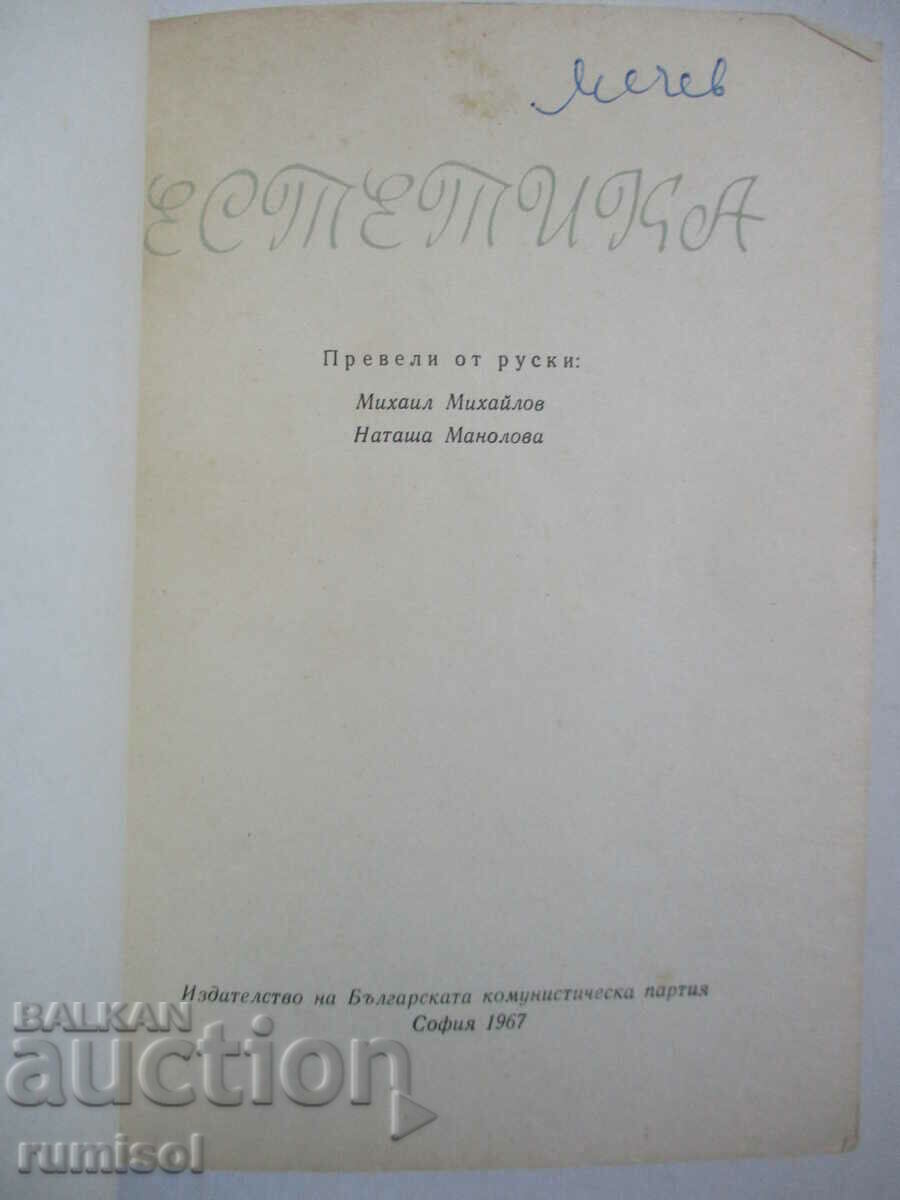 Мечев
ЕСТЕТИКА
Превели от руски:
Михаил Михайлов
Наташа Манолова
Издателство на Българската комунистическа партия
София 1967
BALKAN
auction
rumisol